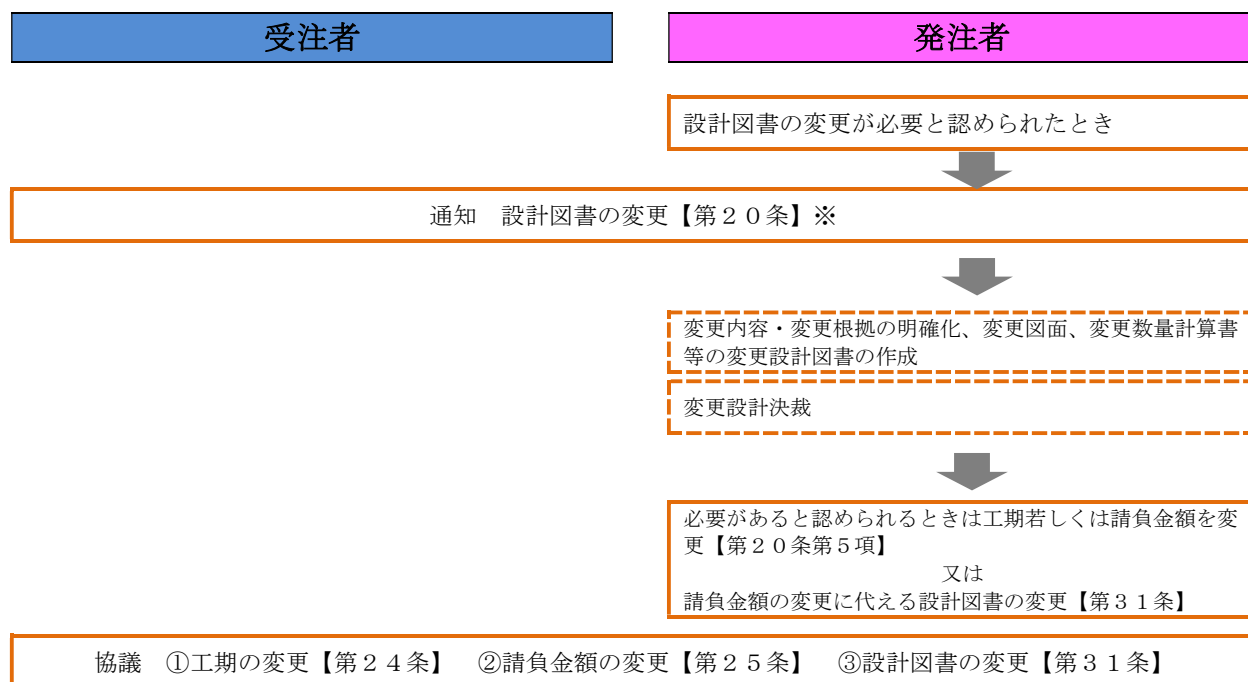 受注者
発注者
設計図書の変更が必要と認められたとき
通知　設計図書の変更【第２０条】※
変更内容・変更根拠の明確化、変更図面、変更数量計算書
等の変更設計図書の作成
変更設計決裁
必要があると認められるときは工期若しくは請負金額を変
更【第２０条第５項】
又は
請負金額の変更に代える設計図書の変更【第３１条】
協議　①工期の変更【第２４条】　②請負金額の変更【第２５条】　③設計図書の変更【第３１条】